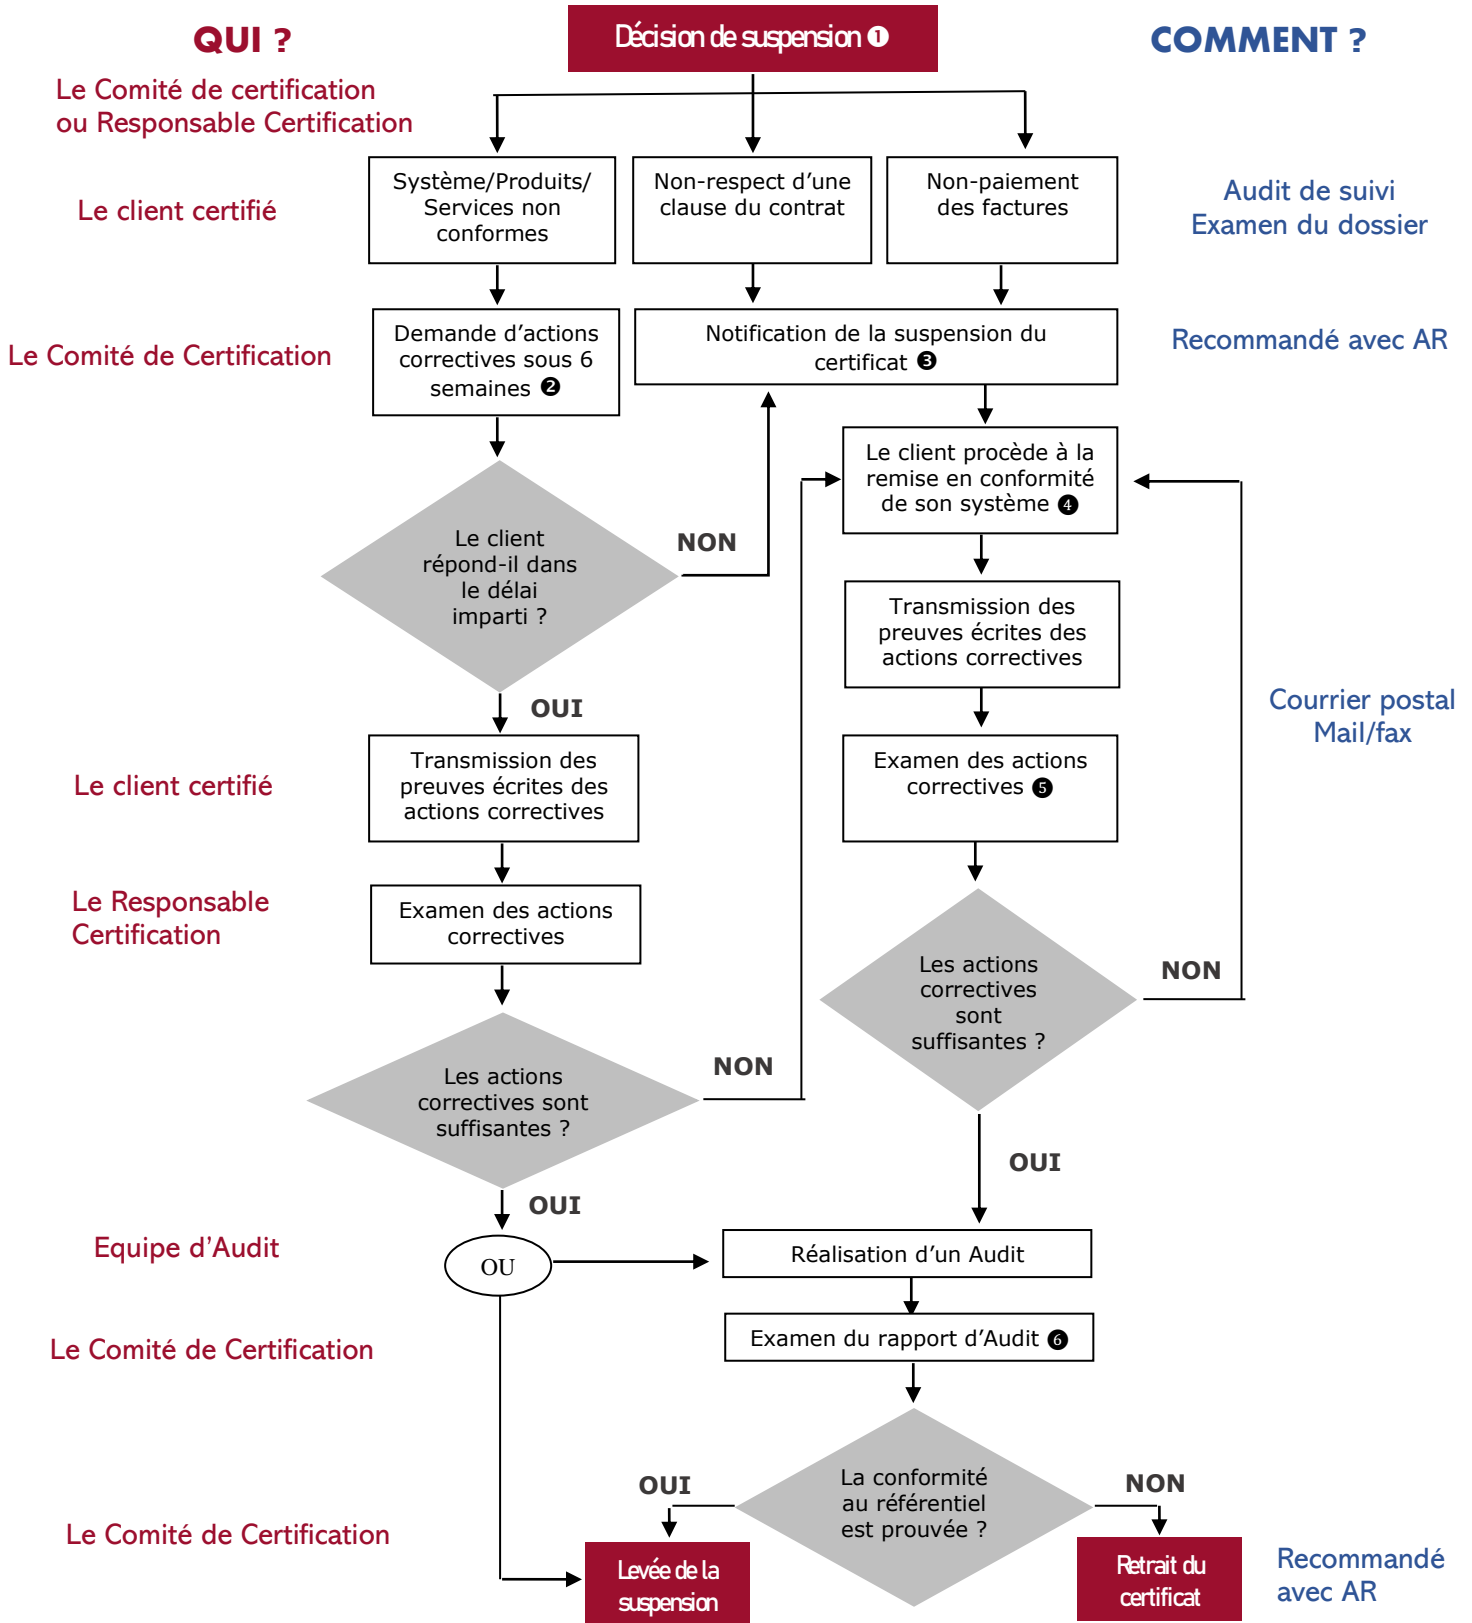 QUI ?
Décision de suspension ❶
COMMENT ?
Le Comité de certification
ou Responsable Certification
Le client certifié
Système/Produits/
Services non
conformes
Non-respect d’une
clause du contrat
Non-paiement
des factures
Audit de suivi
Examen du dossier
Le Comité de Certification
Demande d’actions
correctives sous 6
semaines ❷
Notification de la suspension du
certificat ❸
Recommandé avec AR
Le client procède à la
remise en conformité
de son système ❹
Le client
répond-il dans
le délai
imparti ?
NON
Transmission des
preuves écrites des
actions correctives
OUI
Courrier postal
Mail/fax
Le client certifié
Transmission des
preuves écrites des
actions correctives
Examen des actions
correctives ❺
Le Responsable
Certification
Examen des actions
correctives
Les actions
correctives
sont
suffisantes ?
NON
Les actions
correctives sont
suffisantes ?
NON
OUI
OUI
Equipe d’Audit
OU
Réalisation d’un Audit
Le Comité de Certification
Examen du rapport d’Audit ❻
La conformité
au référentiel
est prouvée ?
OUI
NON
Le Comité de Certification
Levée de la
suspension
Retrait du
certificat
Recommandé
avec AR